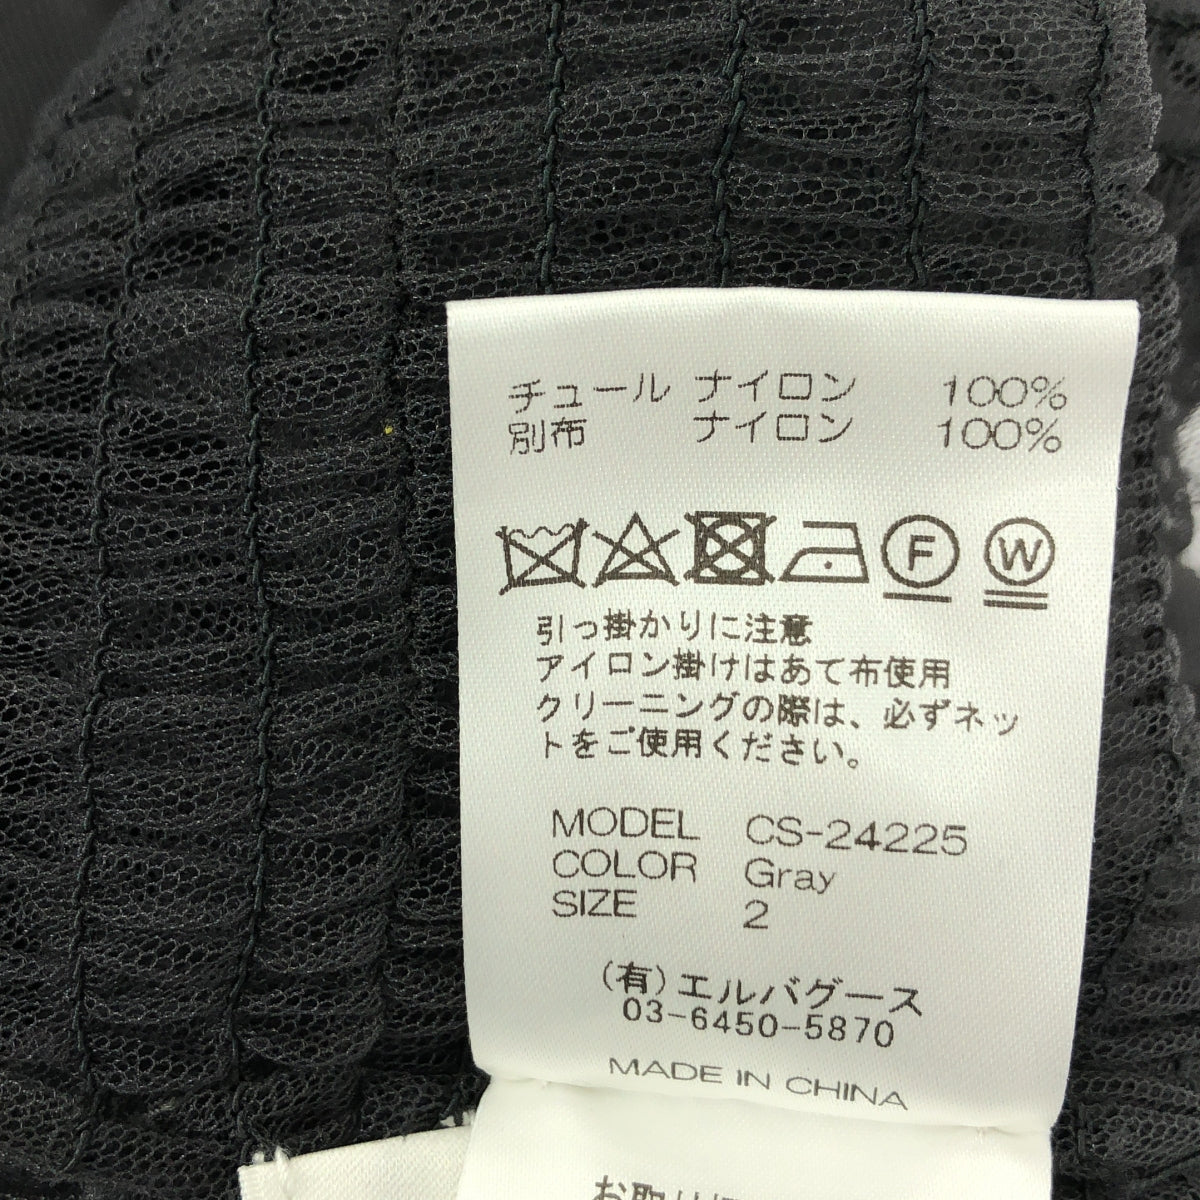 チュール ナイロン 100%
別布 ナイロン 100%
F W
引っ掛かりに注意
アイロン掛けはあて布使用
クリーニングの際は、必ずネッ
トをご使用ください。
MODEL CS-24225
COLOR Gray
SIZE 2
(有)エルバグース
03-6450-5870
MADE IN CHINA
お取り